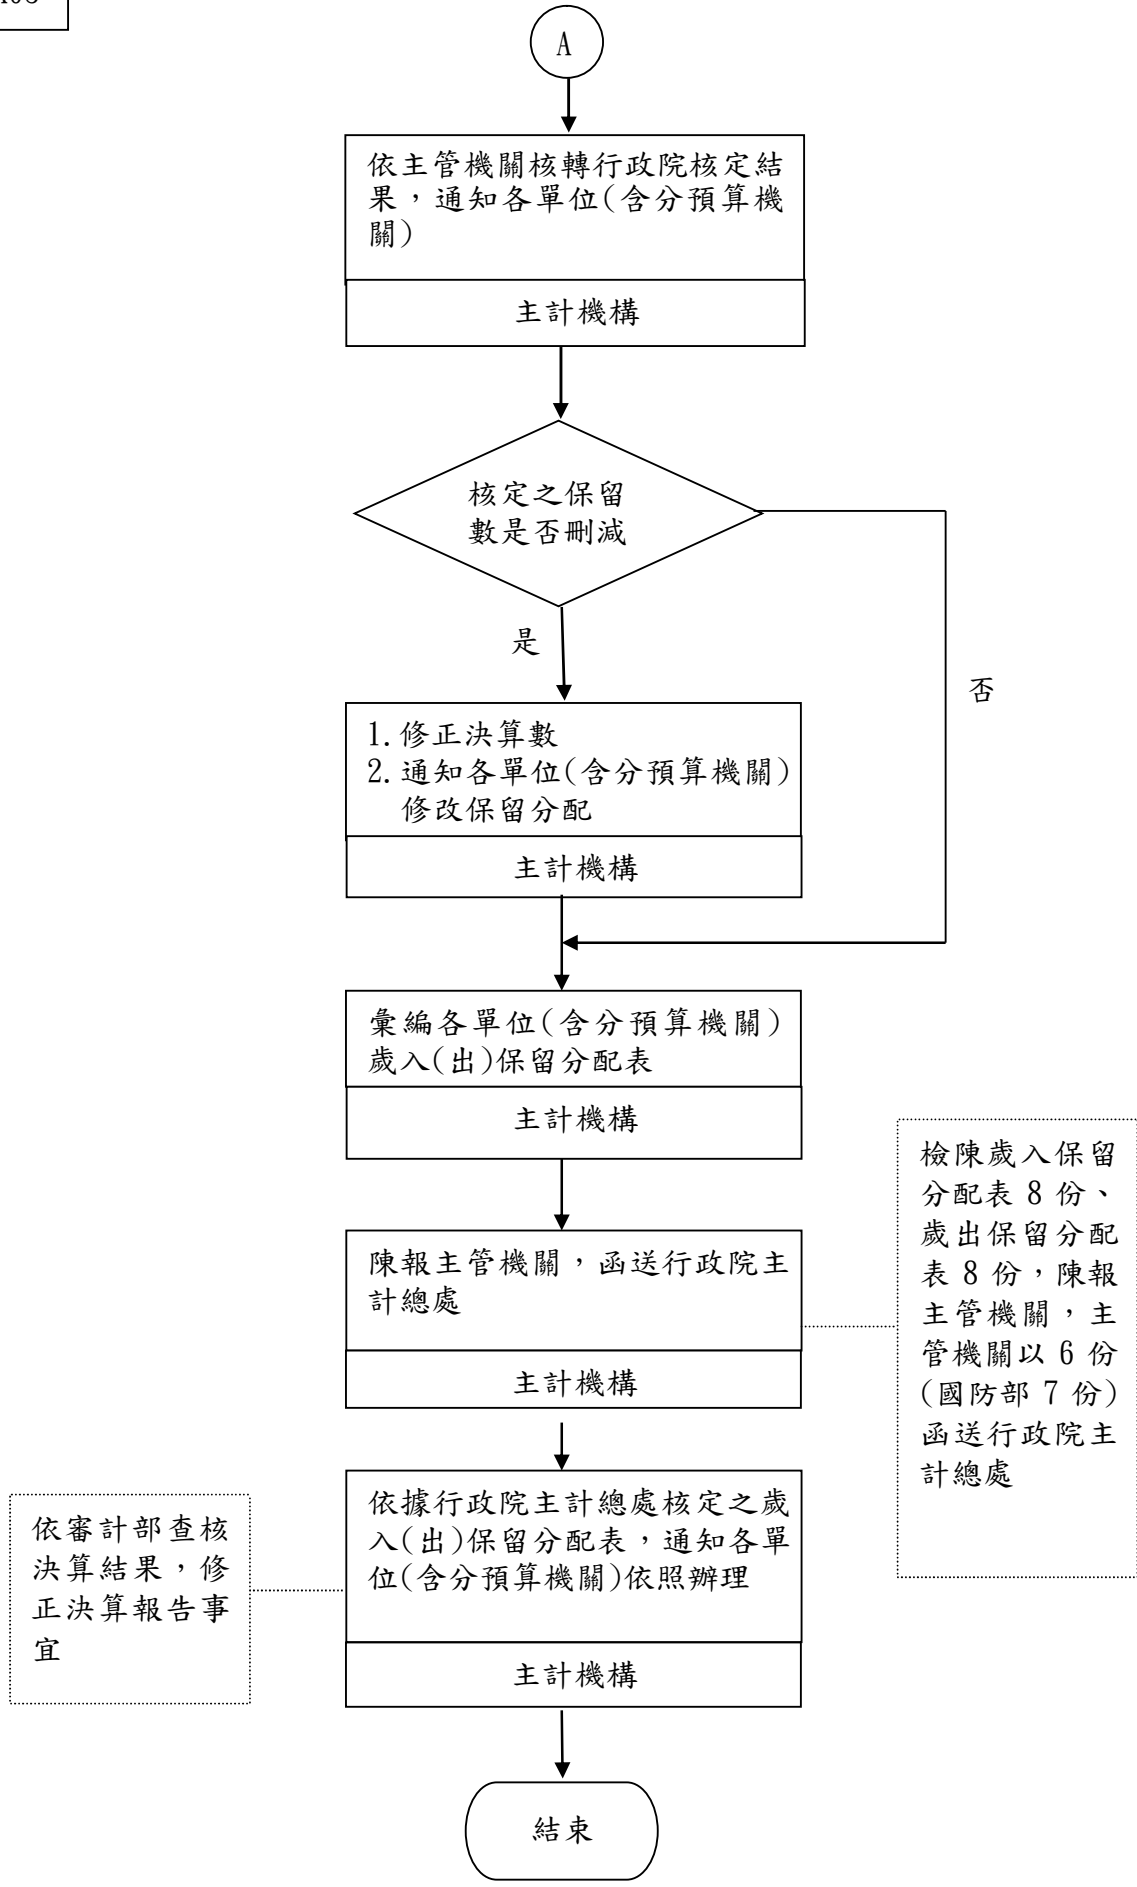 A
依主管機關核轉行政院核定結
果，通知各單位(含分預算機
關)
主計機構
核定之保留
數是否刪減
是
否
1.修正決算數
2.通知各單位(含分預算機關)
修改保留分配
主計機構
彙編各單位(含分預算機關)
歲入(出)保留分配表
主計機構
陳報主管機關，函送行政院主
計總處
主計機構
檢陳歲入保留
分配表 8 份、
歲出保留分配
表 8 份，陳報
主管機關，主
管機關以 6 份
(國防部 7 份)
函送行政院主
計總處
依據行政院主計總處核定之歲
入(出)保留分配表，通知各單
位(含分預算機關)依照辦理
主計機構
依審計部查核
決算結果，修
正決算報告事
宜
結束